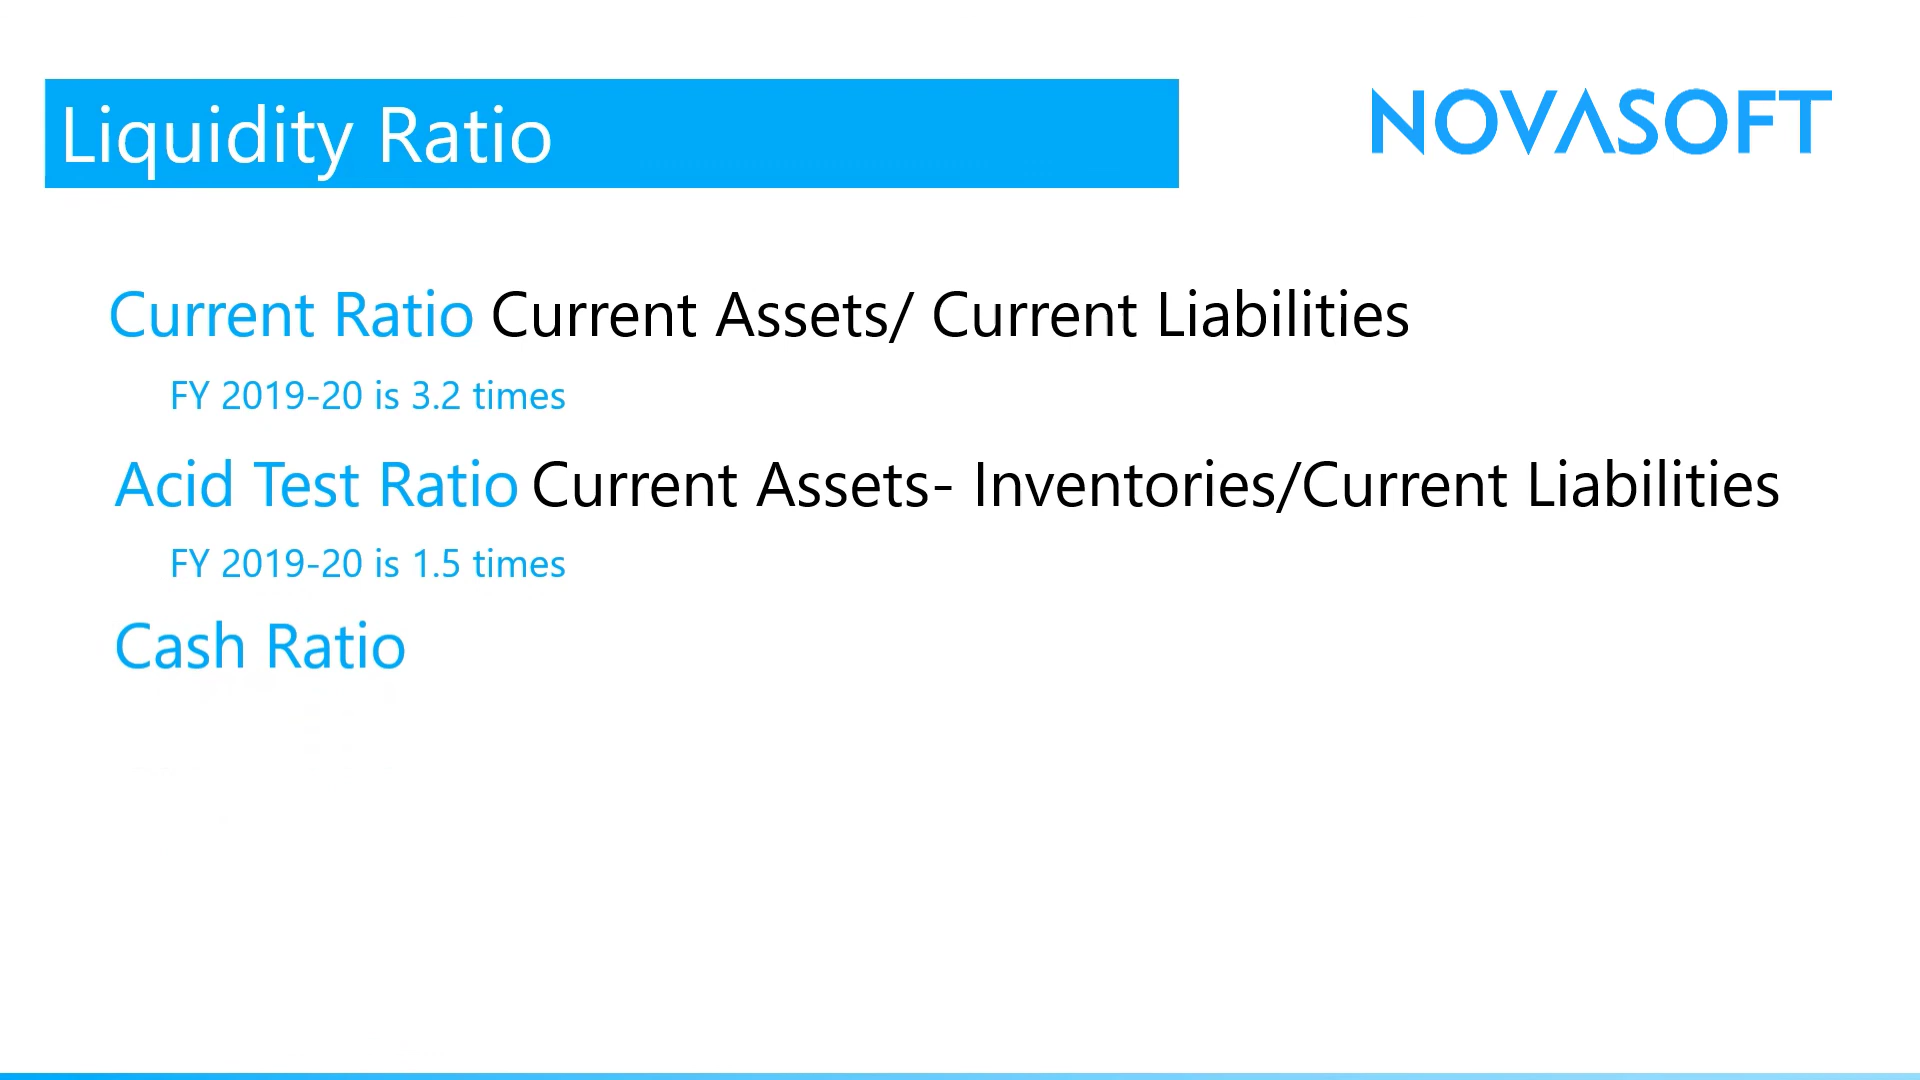 Liquidity Ratio
NOVASOFT
Current Ratio Current Assets/ Current Liabilities
FY 2019-20 is 3.2 times
Acid Test Ratio Current Assets- Inventories/Current Liabilities
FY 2019-20 is 1.5 times
Cash Ratio